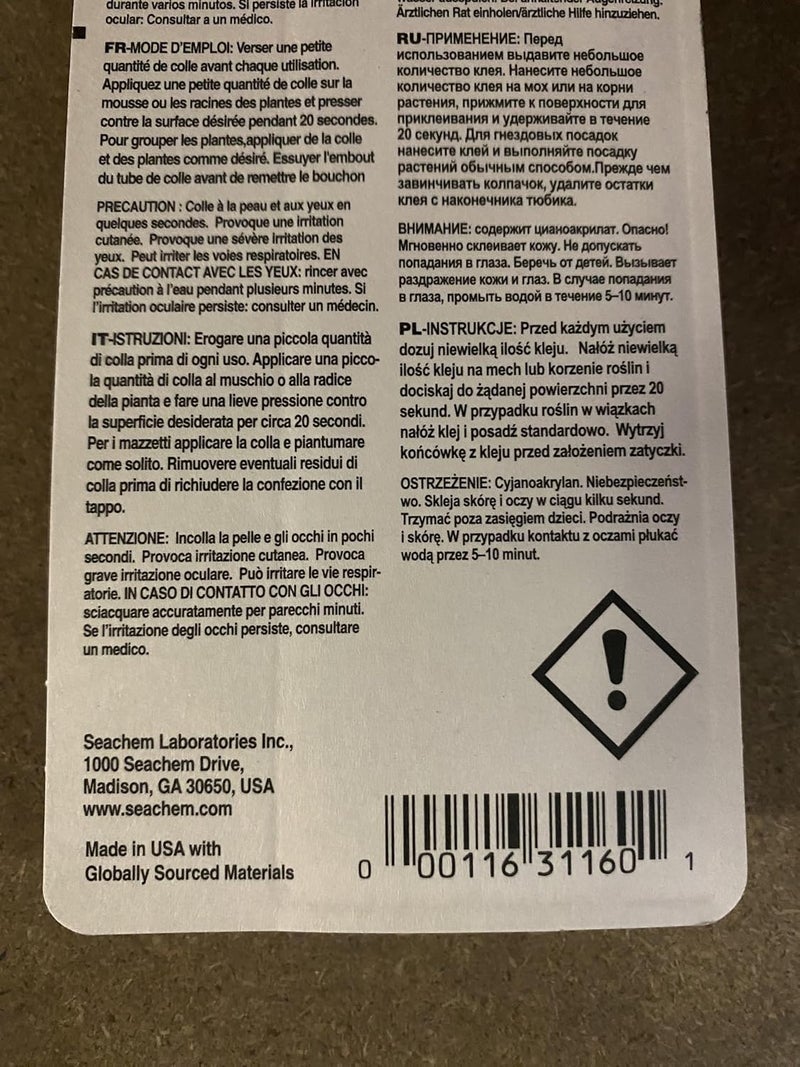 durante varios minutos. Si persiste la irritación
ocular: Consultar a un médico.
FR-MODE D'EMPLOI: Verser une petite
quantité de colle avant chaque utilisation.
Appliquez une petite quantité de colle sur la
mousse ou les racines des plantes et presser
contre la surface désirée pendant 20 secondes.
Pour grouper les plantes,appliquer de la colle
et des plantes comme désiré. Essuyer l'embout
du tube de colle avant de remettre le bouchon
PRECAUTION : Colle à la peau et aux yeux en
quelques secondes. Provoque une irritation
cutanée. Provoque une sévère irritation des
yeux. Peut irriter les voies respiratoires. EN
CAS DE CONTACT AVEC LES YEUX: rincer avec
précaution à l'eau pendant plusieurs minutes. Si
l'irritation oculaire persiste: consulter un médecin.
IT-ISTRUZIONI: Erogare una piccola quantità
di colla prima di ogni uso. Applicare una picco-
la quantità di colla al muschio o alla radice
della pianta e fare una lieve pressione contro
la superficie desiderata per circa 20 secondi.
Per i mazzetti applicare la colla e piantumare
come solito. Rimuovere eventuali residui di
colla prima di richiudere la confezione con il
tappo.
ATTENZIONE: Incolla la pelle e gli occhi in pochi
secondi. Provoca irritazione cutanea. Provoca
grave irritazione oculare. Può irritare le vie respir-
atorie. IN CASO DI CONTATTO CON GLI OCCHI:
sciacquare accuratamente per parecchi minuti.
Se l'irritazione degli occhi persiste, consultare
un medico.
Seachem Laboratories Inc.,
1000 Seachem Drive,
Madison, GA 30650, USA
www.seachem.com
Made in USA with
Globally Sourced Materials
Ärztlichen Rat einholen/ärztliche Hilfe hinzuziehen.
RU-ПРИМЕНЕНИЕ: Перед
использованием выдавите небольшое
количество клея. Нанесите небольшое
количество клея на мох или на корни
растения, прижмите к поверхности для
приклеивания и удерживайте в течение
20 секунд. Для гнездовых посадок
нанесите клей и выполняйте посадку
растений обычным способом.Прежде чем
завинчивать колпачок, удалите остатки
клея с наконечника тюбика.
ВНИМАНИЕ: содержит цианоакрилат. Опасно!
Мгновенно склеивает кожу. Не допускать
попадания в глаза. Беречь от детей. Вызывает
раздражение кожи и глаз. В случае попадания
в глаза, промыть водой в течение 5–10 минут.
PL-INSTRUKCJE: Przed każdym użyciem
dozuj niewielką ilość kleju. Nałóż niewielką
ilość kleju na mech lub korzenie roślin i
dociskaj do żądanej powierzchni przez 20
sekund. W przypadku roślin w wiązkach
nałóż klej i posadź standardowo. Wytrzyj
końcówkę z kleju przed założeniem zatyczki.
OSTRZEŻENIE: Cyjanoakrylan. Niebezpieczeńst-
wo. Skleja skórę i oczy w ciągu kilku sekund.
Trzymać poza zasięgiem dzieci. Podrażnia oczy
i skórę. W przypadku kontaktu z oczami płukać
wodą przez 5–10 minut.
0 00116 31160 1